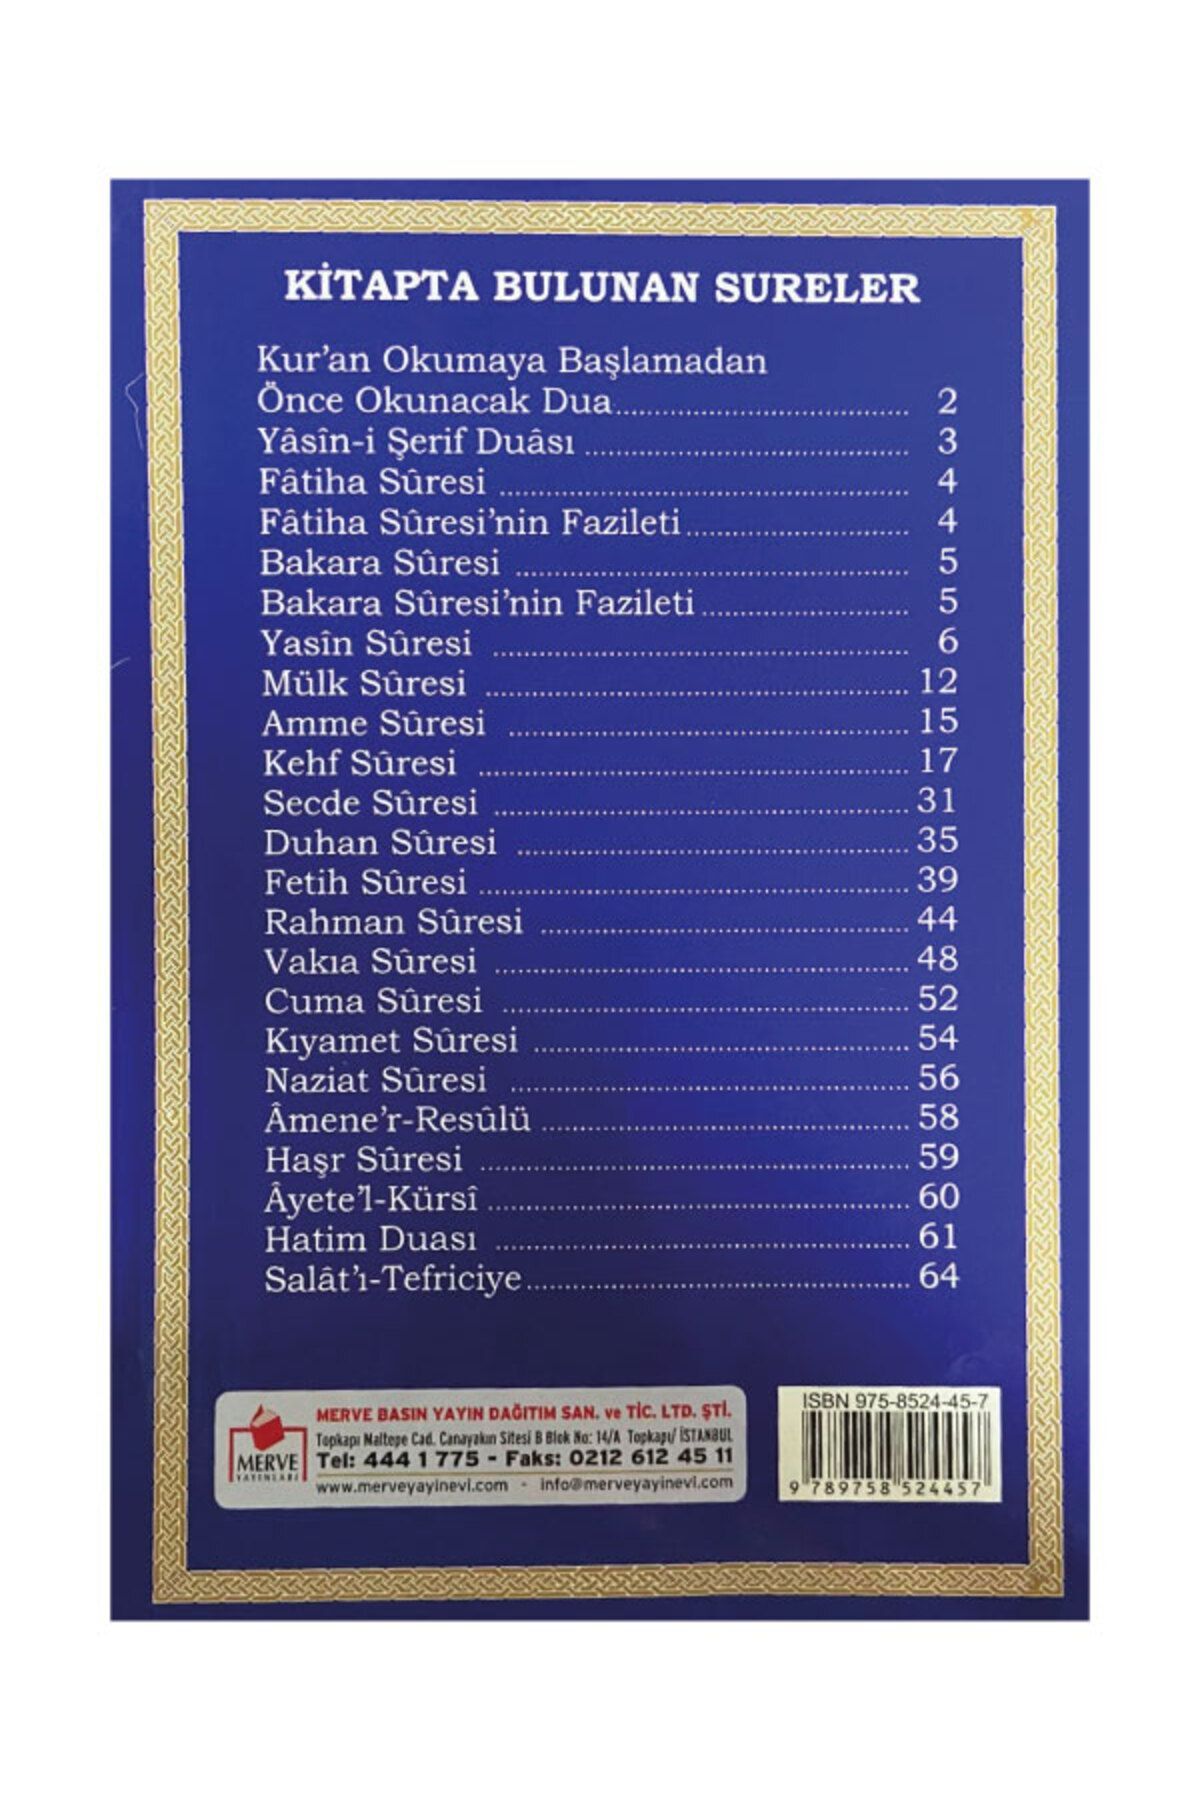 KİTAPTA BULUNAN SURELER
Kur'an Okumaya Başlamadan
Önce Okunacak Dua.................................... 2
Yâsîn-i Şerif Duâsı ........................................ 3
Fâtiha Sûresi .................................................. 4
Fâtiha Sûresi'nin Fazileti........................... 4
Bakara Sûresi ................................................ 5
Bakara Sûresi'nin Fazileti ......................... 5
Yasîn Sûresi ................................................... 6
Mülk Sûresi .................................................... 12
Amme Sûresi ................................................. 15
Kehf Sûresi ..................................................... 17
Secde Sûresi ................................................... 31
Duhan Sûresi ................................................ 35
Fetih Sûresi ..................................................... 39
Rahman Sûresi ............................................. 44
Vakıa Sûresi ................................................... 48
Cuma Sûresi .................................................. 52
Kıyamet Sûresi .............................................. 54
Naziat Sûresi ................................................. 56
Âmene'r-Resûlü ............................................. 58
Haşr Sûresi ..................................................... 59
Âyete'l-Kürsî .................................................... 60
Hatim Duası ................................................... 61
Salât'ı-Tefriciye............................................... 64
MERVE
YAYINLARI
MERVE BASIN YAYIN DAĞITIM SAN. ve TİC. LTD. ŞTİ.
Topkapı Maltepe Cad. Canayakın Sitesi B Blok No: 14/A Topkapı/ İSTANBUL
Tel: 444 1 775 - Faks: 0212 612 45 11
www.merveyayinevi.com - info@merveyayinevi.com
ISBN 975-8524-45-7
9 789758 524457